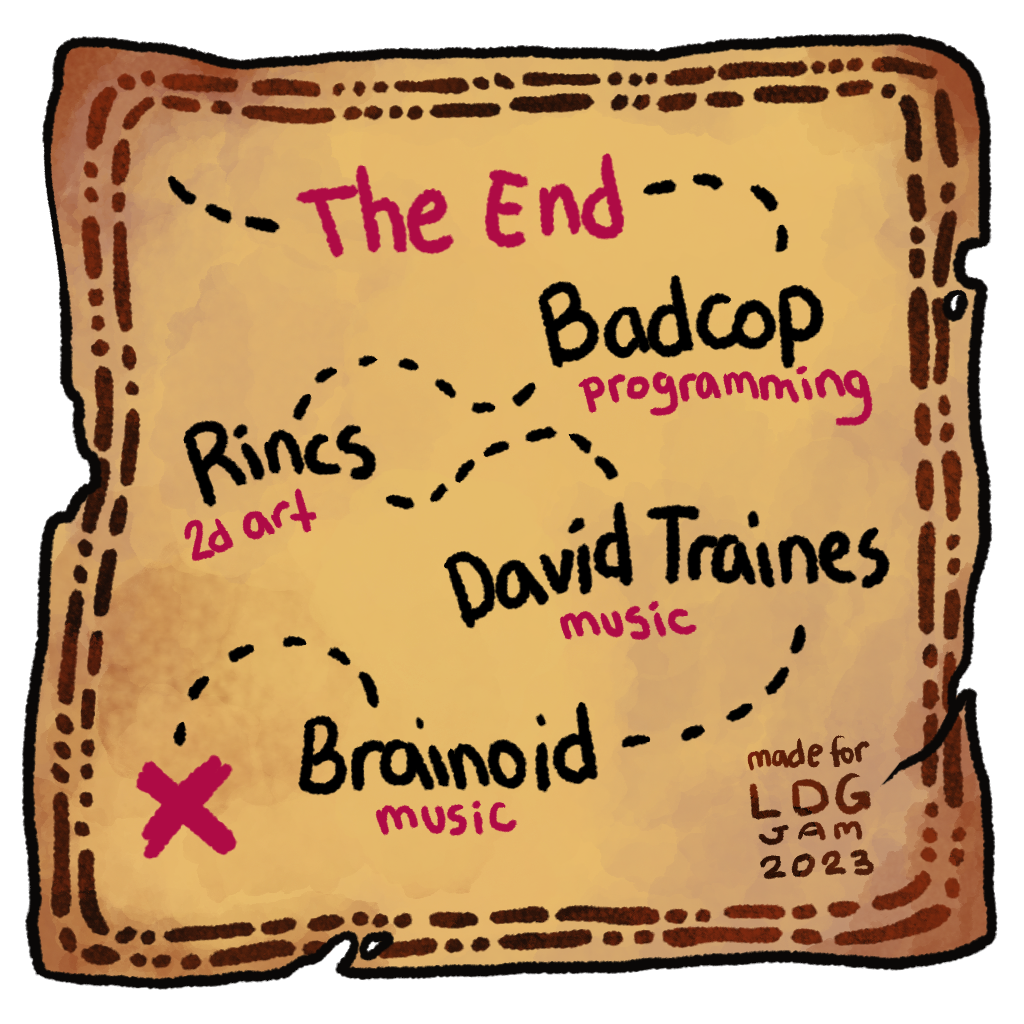 The End
Badcop
programming
Rincs
2d art
David Traines
music
Brainoid
music
made for
LDG
JAM
2023